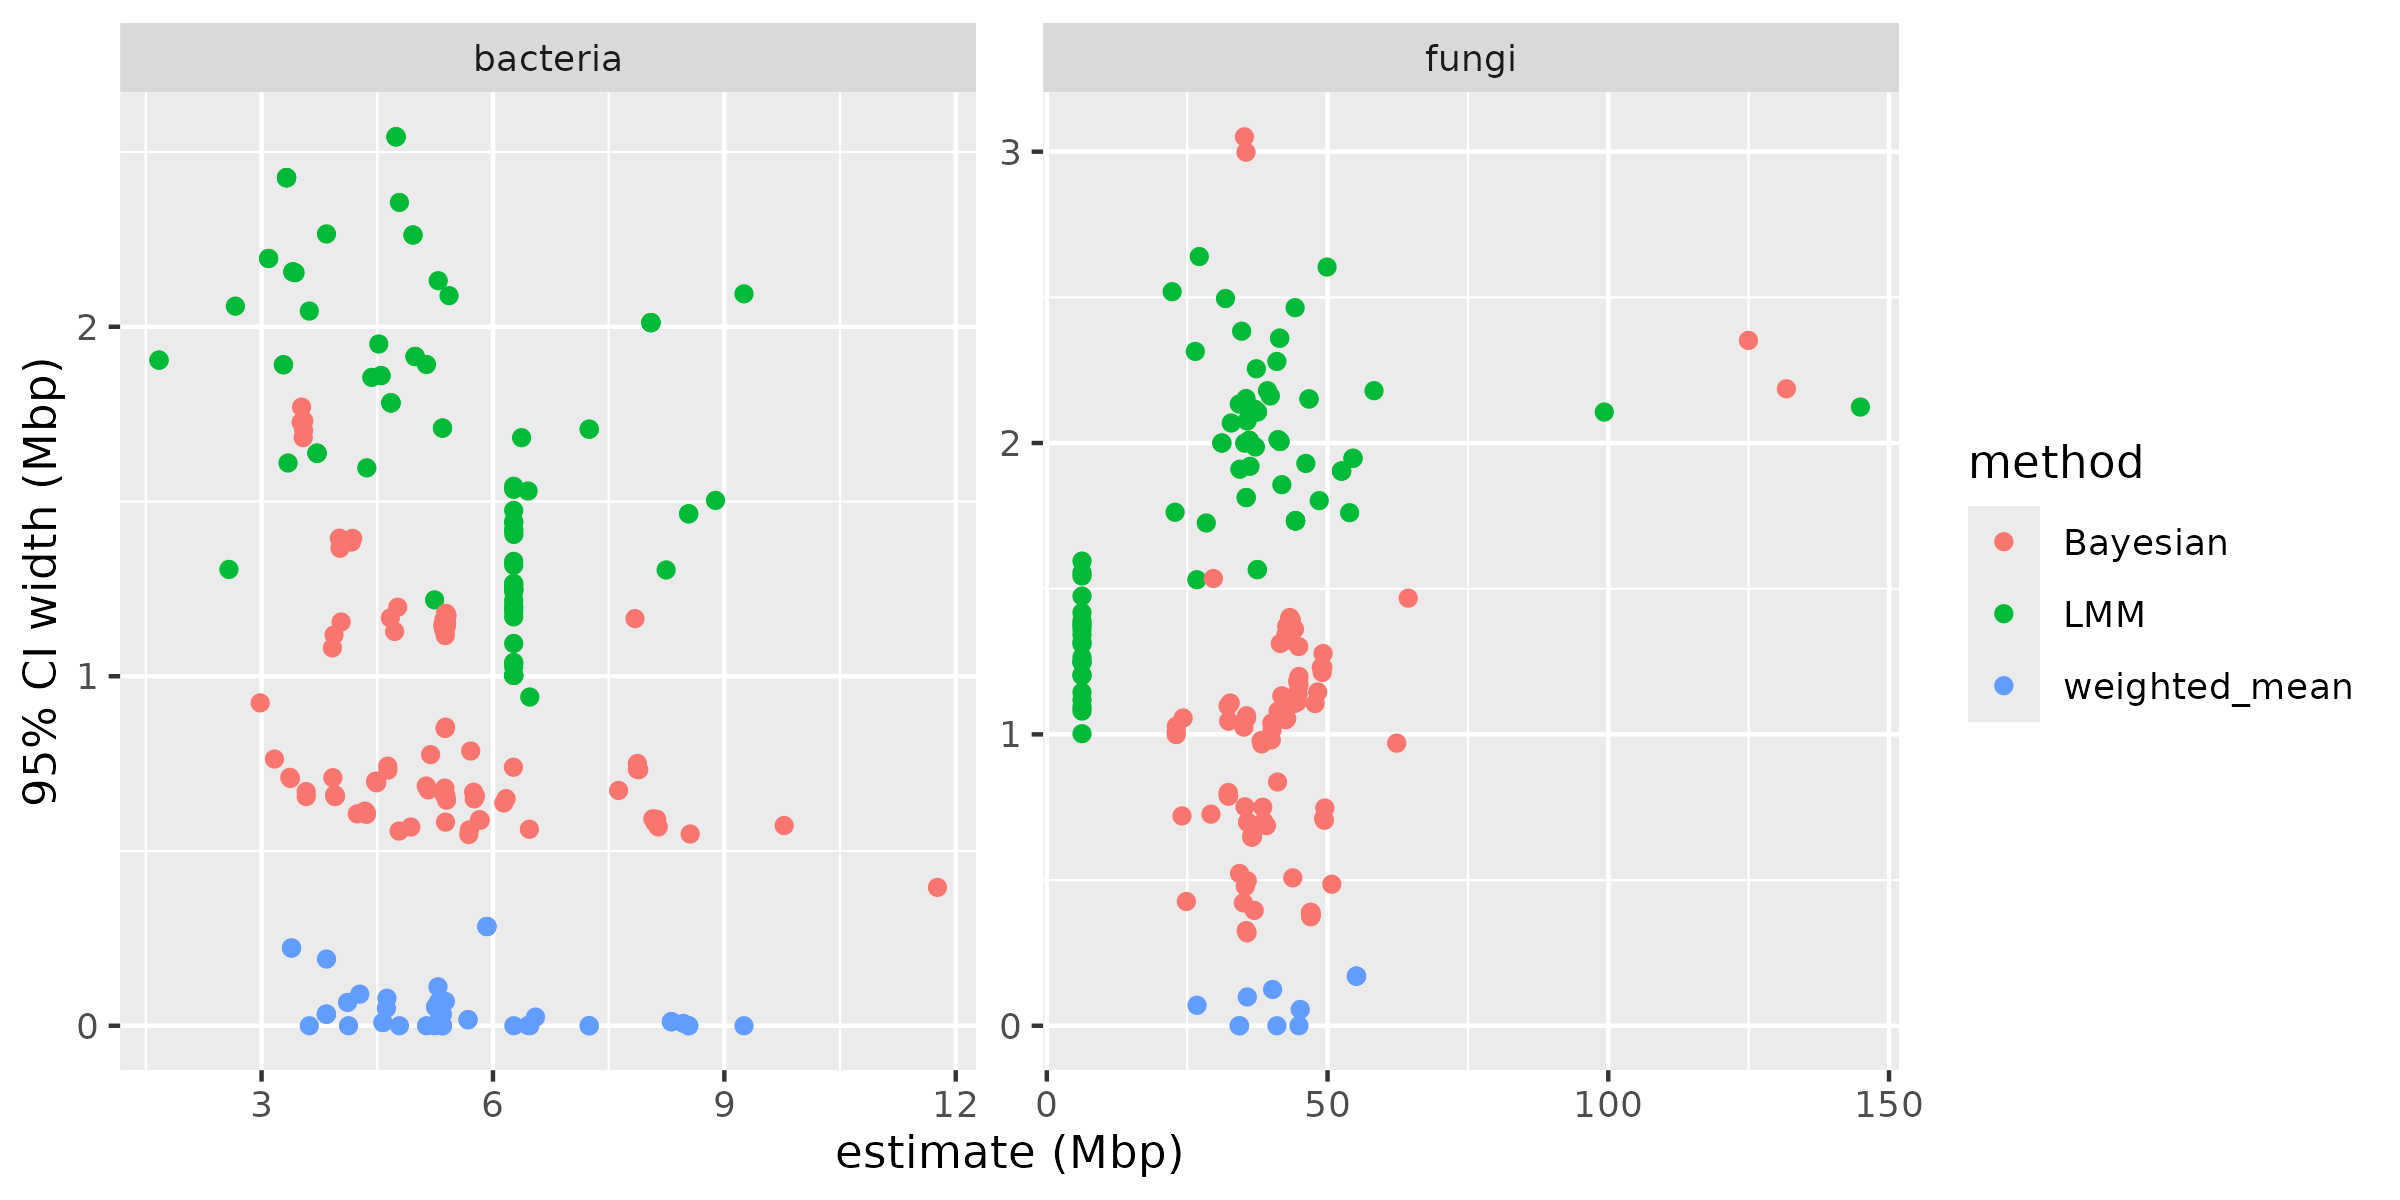 bacteria
fungi
95% CI width (Mbp)
2
1
0
3
2
1
0
3
6
9
12
0
50
100
150
estimate (Mbp)
method
Bayesian
LMM
weighted_mean